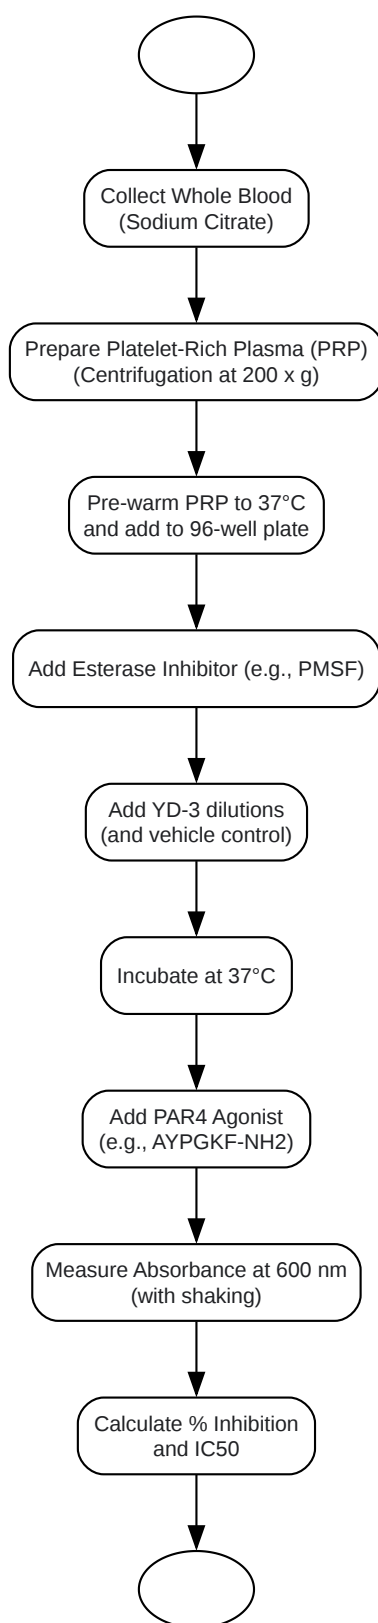 Collect Whole Blood
(Sodium Citrate)
Prepare Platelet-Rich Plasma (PRP)
(Centrifugation at 200 x g)
Pre-warm PRP to 37°C
and add to 96-well plate
Add Esterase Inhibitor (e.g., PMSF)
Add YD-3 dilutions
(and vehicle control)
Incubate at 37°C
Add PAR4 Agonist
(e.g., AYPGKF-NH2)
Measure Absorbance at 600 nm
(with shaking)
Calculate % Inhibition
and IC50